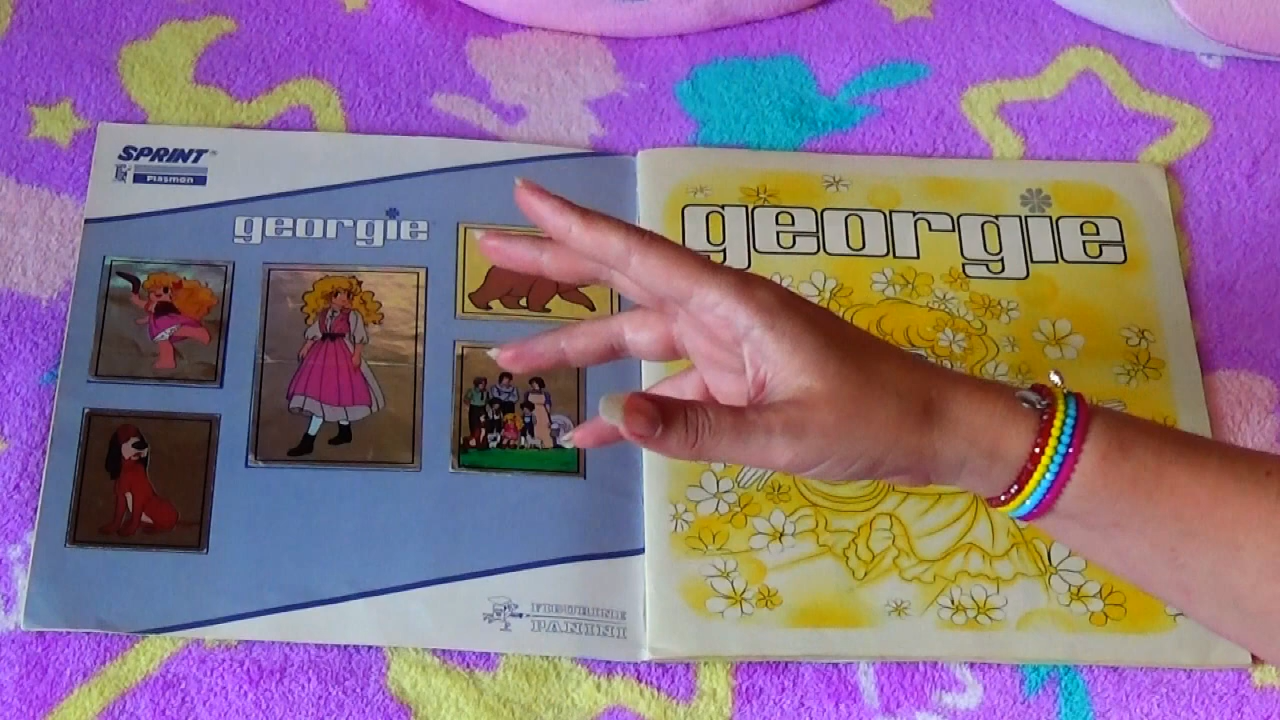 SPRINT
Plasmon
georgie
FIGURINE
PANINI
georgie